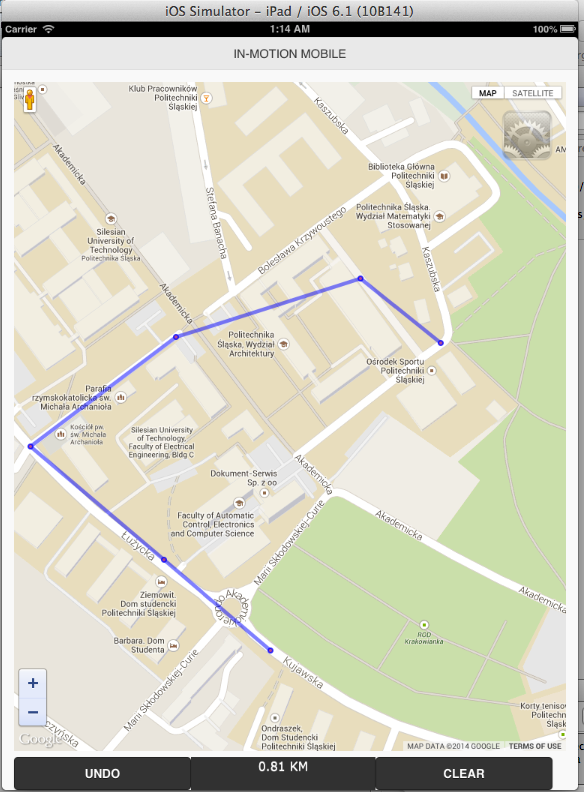 iOS Simulator – iPad / iOS 6.1 (10B141)
Carrier
1:14 AM
100%
IN-MOTION MOBILE
MAP
SATELLITE
Klub Pracowników
Politechniki
Śląskiej
Kaszubska
Akademicka
Biblioteka Główna
Politechniki
Śląskiej
Stefana Banacha
Politechnika Śląska.
Wydział Matematyki
Stosowanej
Silesian
University of
Technology
Politechnika Śląska
Bolesława Krzywoustego
Kaszubska
Akademicka
Politechnika
Śląska, Wydział
Architektury
Ośrodek Sportu
Politechniki
Śląskiej
Parafia
rzymskokatolicka św.
Michała Archanioła
Kościół pw.
św. Michała
Archanioła
Silesian University
of Technology,
Faculty of Electrical
Engineering, Bldg C
Dokument-Serwis
Sp. z oo
Akademicka
Faculty of Automatic
Control, Electronics
and Computer Science
Marii Skłodowskiej-Curie
Akademicka
Łużycka
Akademicka
Ziemowit.
Dom studencki
Politechniki Śląskiej
Rondo Akademickie
RGD
Krakowianka
Barbara. Dom
Studenta
Marii Skłodowskiej-Curie
Kujawska
Korty tenisow
Politechnik
Śląskiej
Ondraszek,
Dom Studencki
Politechniki Śląskiej
+
−
Google
MAP DATA ©2014 GOOGLE
TERMS OF USE
UNDO
0.81 KM
CLEAR